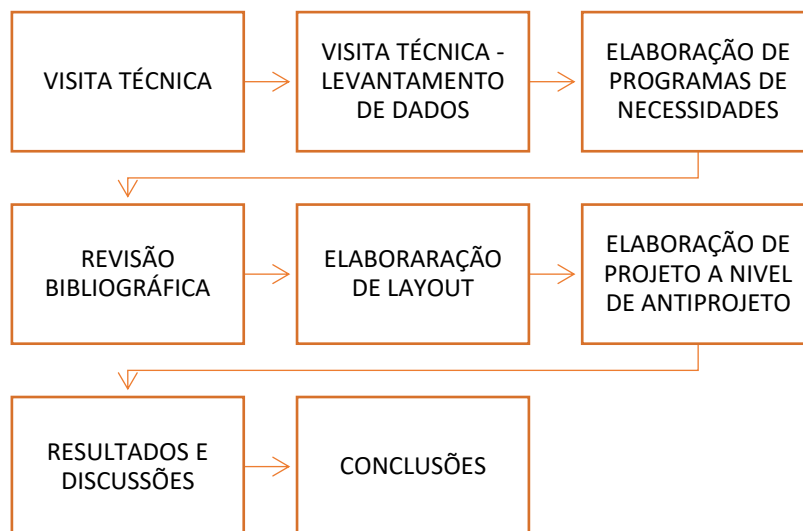 VISITA TÉCNICA
VISITA TÉCNICA -
LEVANTAMENTO
DE DADOS
ELABORAÇÃO DE
PROGRAMAS DE
NECESSIDADES
REVISÃO
BIBLIOGRÁFICA
ELABORARAÇÃO
DE LAYOUT
ELABORAÇÃO DE
PROJETO A NIVEL
DE ANTIPROJETO
RESULTADOS E
DISCUSSÕES
CONCLUSÕES